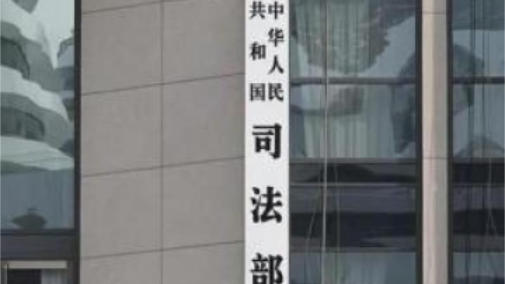 中华人民
共和国
司法部